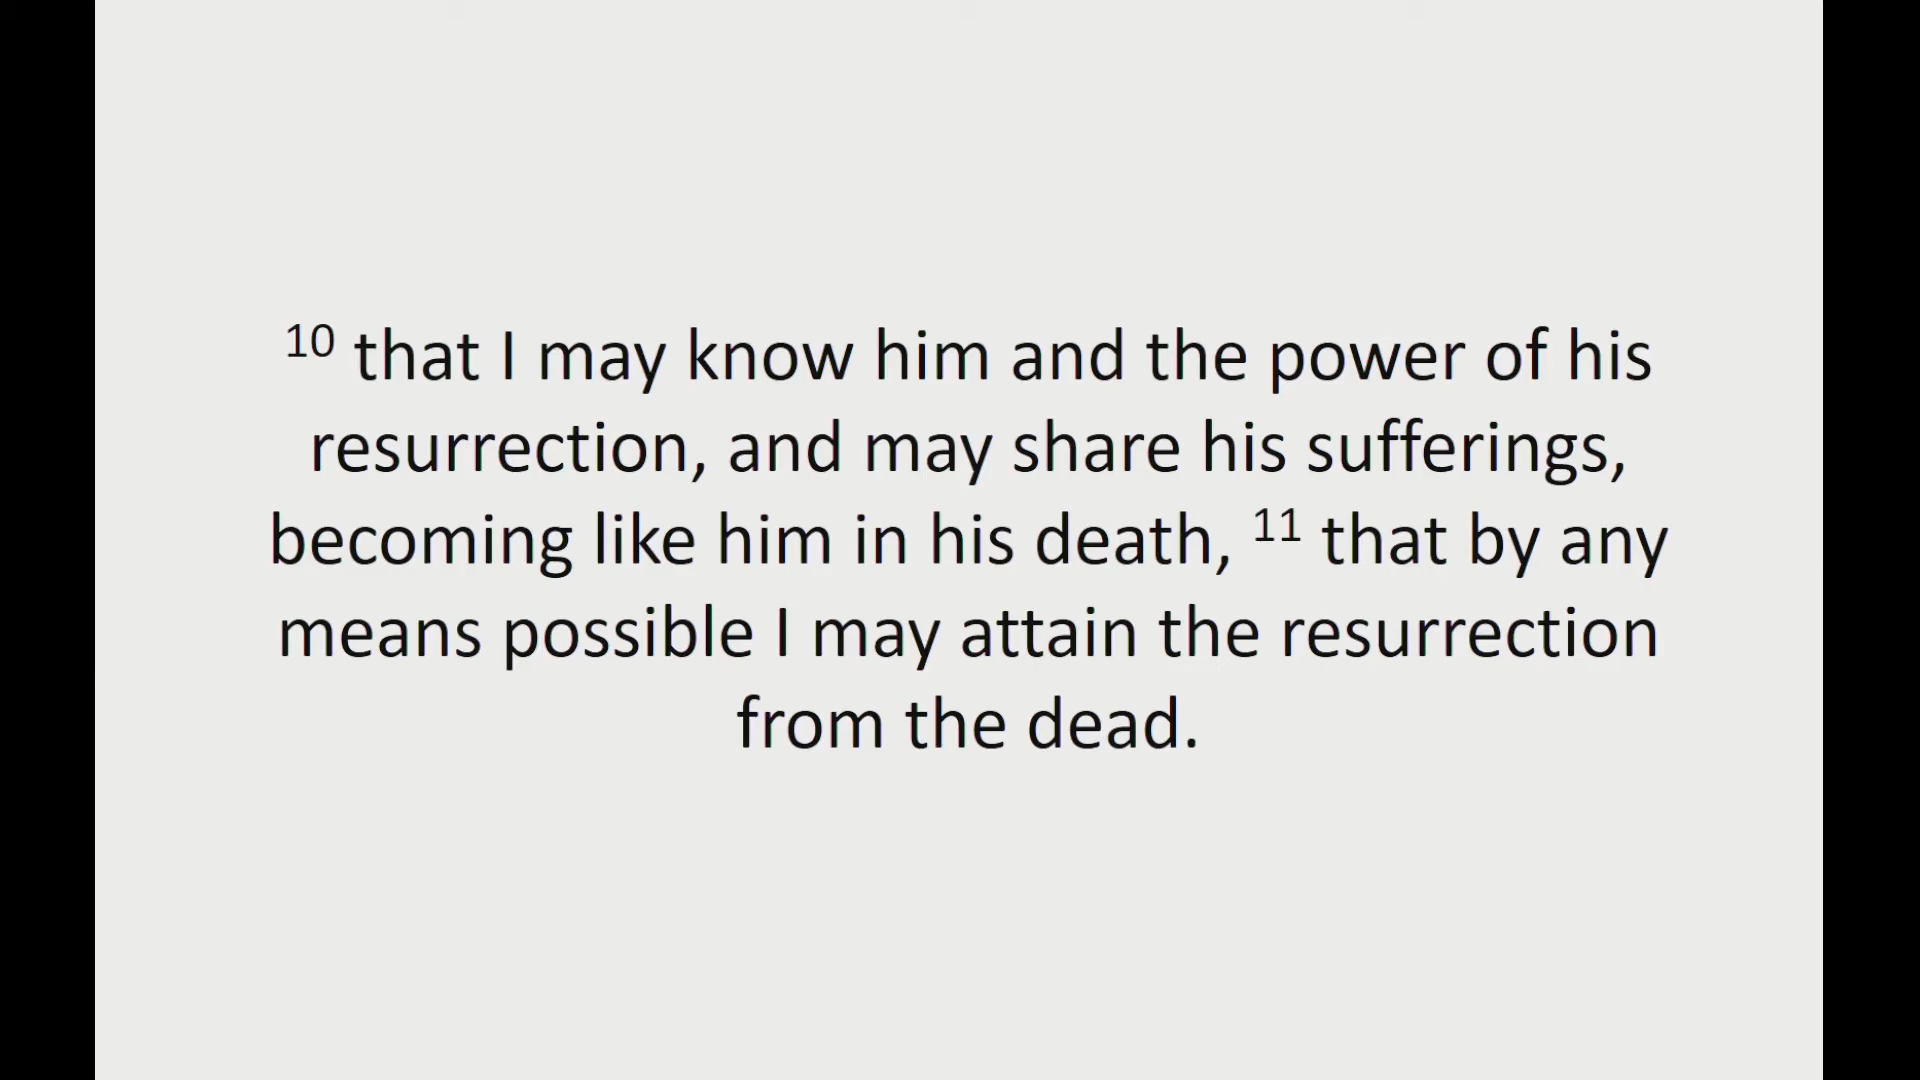 10 that I may know him and the power of his
resurrection, and may share his sufferings,
becoming like him in his death, 11 that by any
means possible I may attain the resurrection
from the dead.